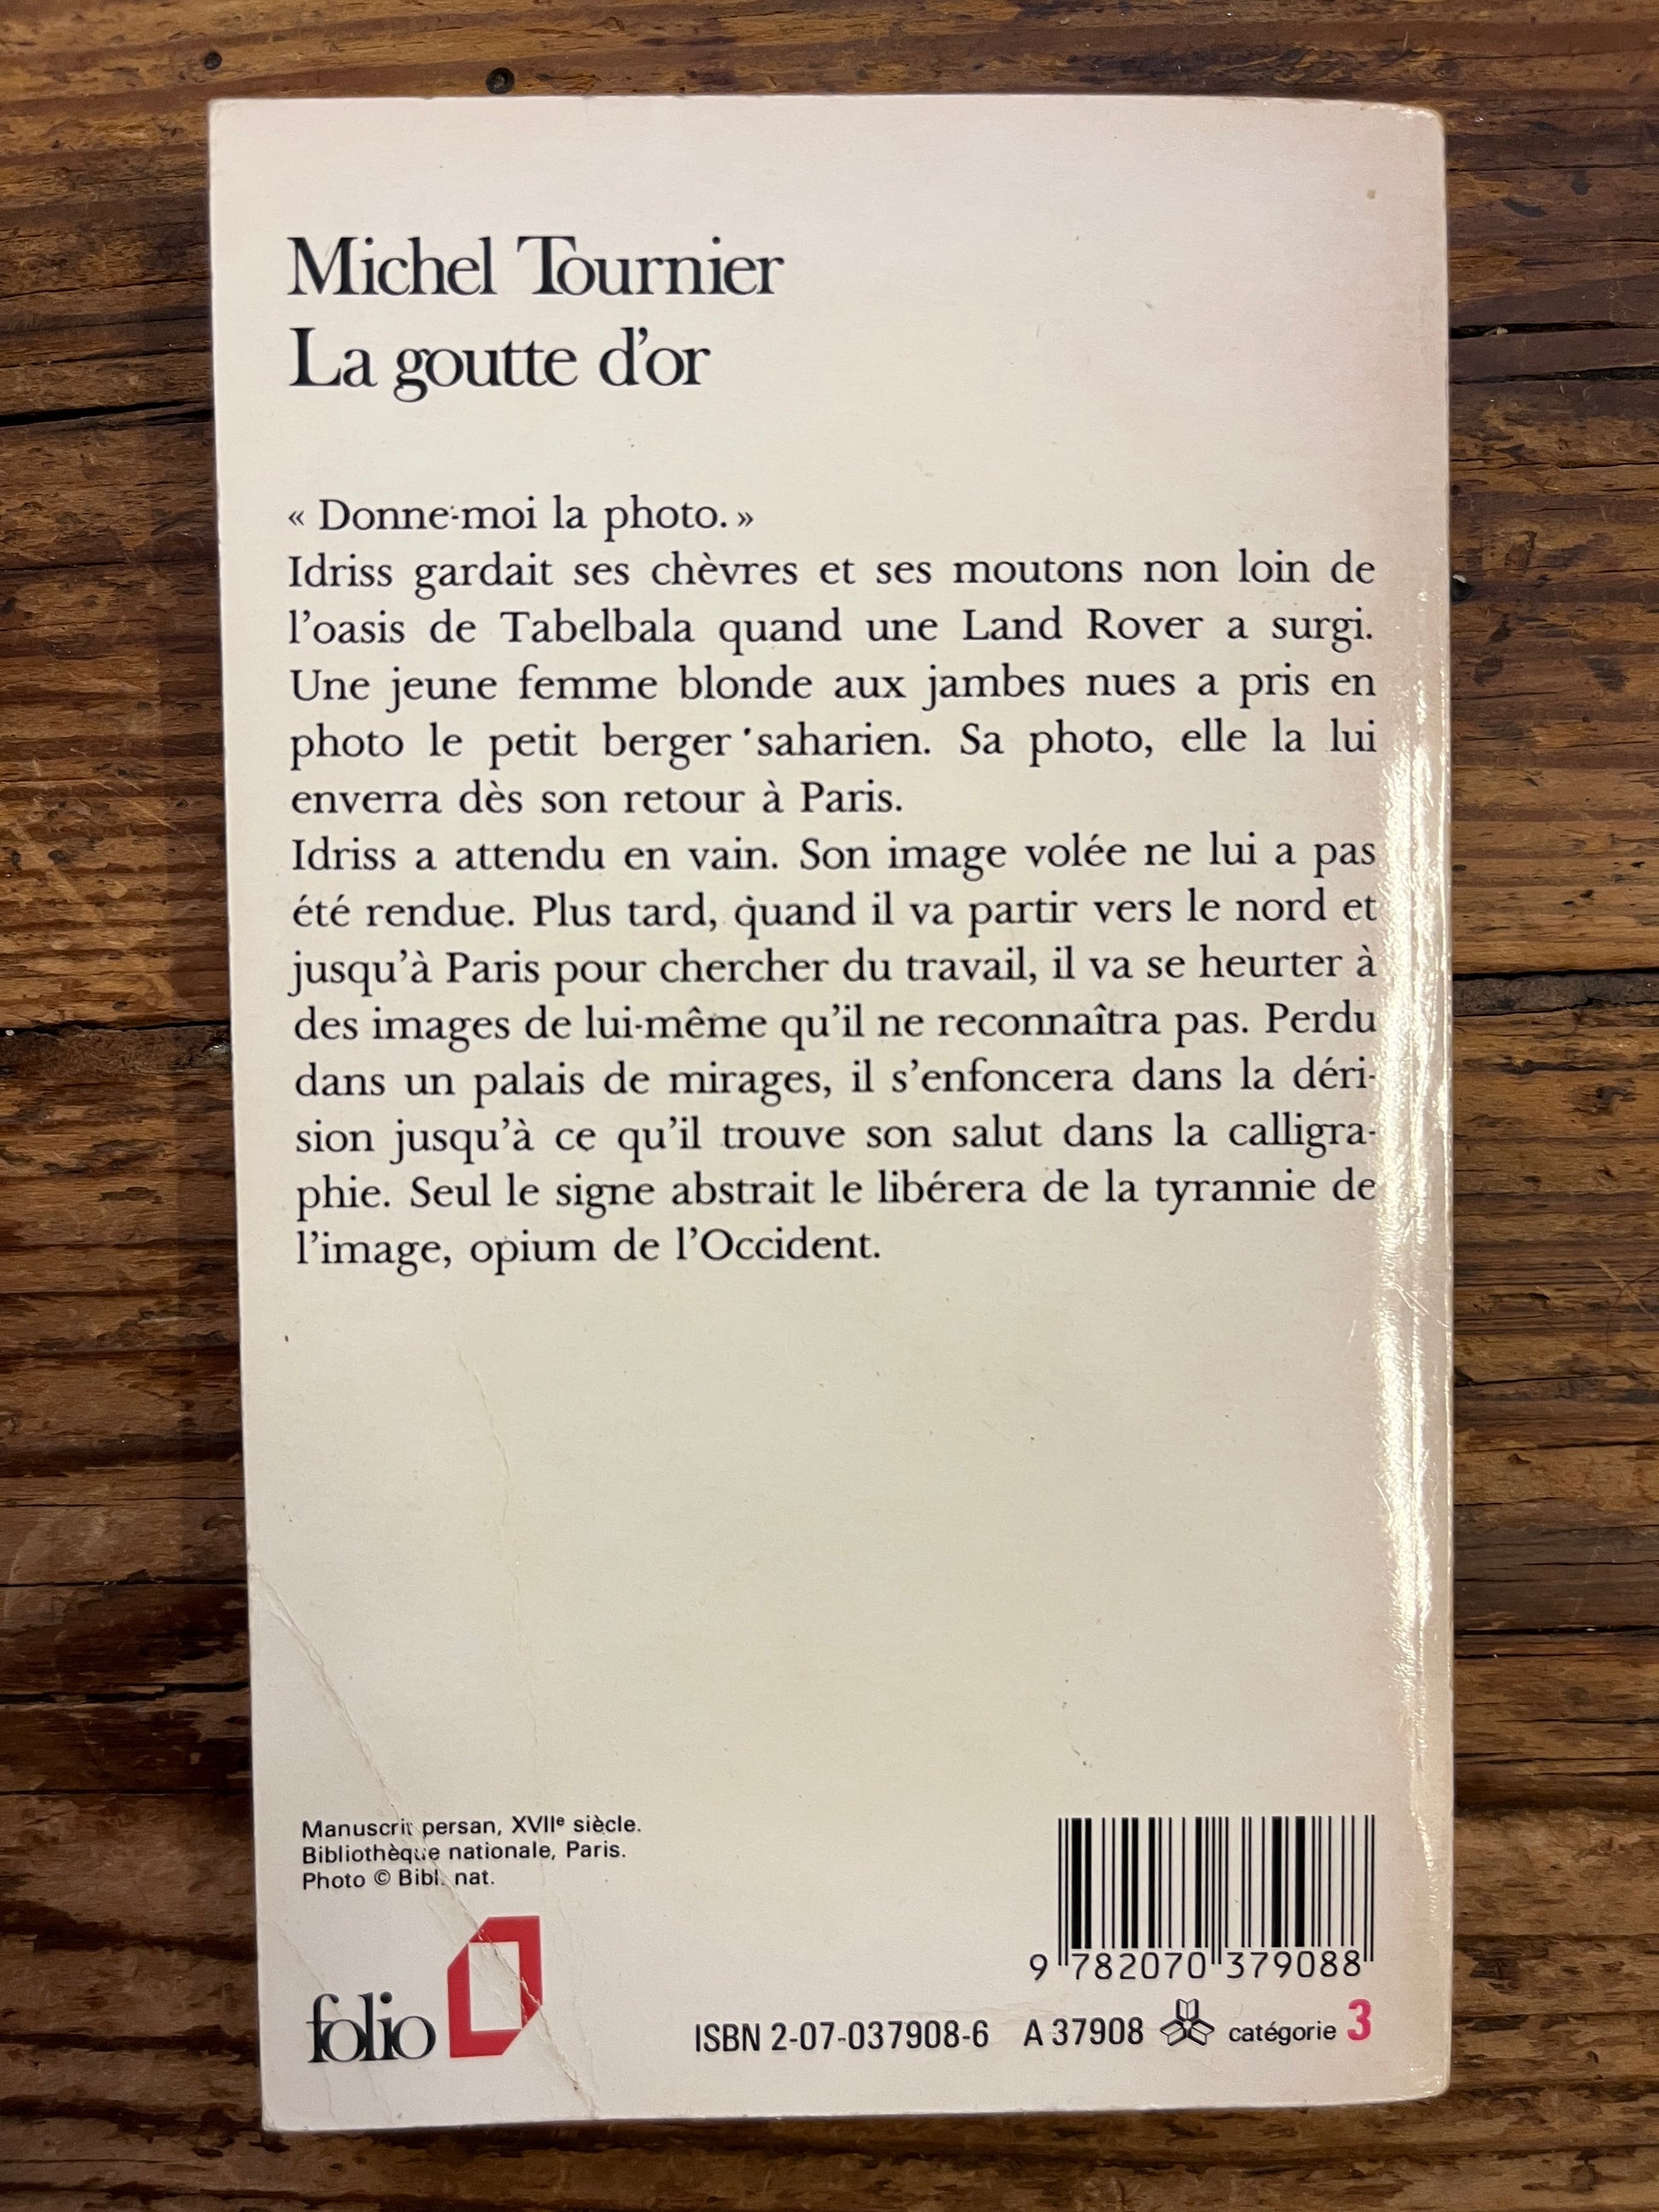 Michel Tournier
La goutte d'or
« Donne-moi la photo. »
Idriss gardait ses chèvres et ses moutons non loin de
l'oasis de Tabelbala quand une Land Rover a surgi.
Une jeune femme blonde aux jambes nues a pris en
photo le petit berger saharien. Sa photo, elle la lui
enverra dès son retour à Paris.
Idriss a attendu en vain. Son image volée ne lui a pas
été rendue. Plus tard, quand il va partir vers le nord et
jusqu'à Paris pour chercher du travail, il va se heurter à
des images de lui-même qu'il ne reconnaîtra pas. Perdu
dans un palais de mirages, il s'enfoncera dans la déri-
sion jusqu'à ce qu'il trouve son salut dans la calligra-
phie. Seul le signe abstrait le libérera de la tyrannie de
l'image, opium de l'Occident.
Manuscrit persan, XVIIe siècle.
Bibliothèque nationale, Paris.
Photo © Bibl. nat.
9 782070 379088
folio
ISBN 2-07-037908-6 A 37908 catégorie 3